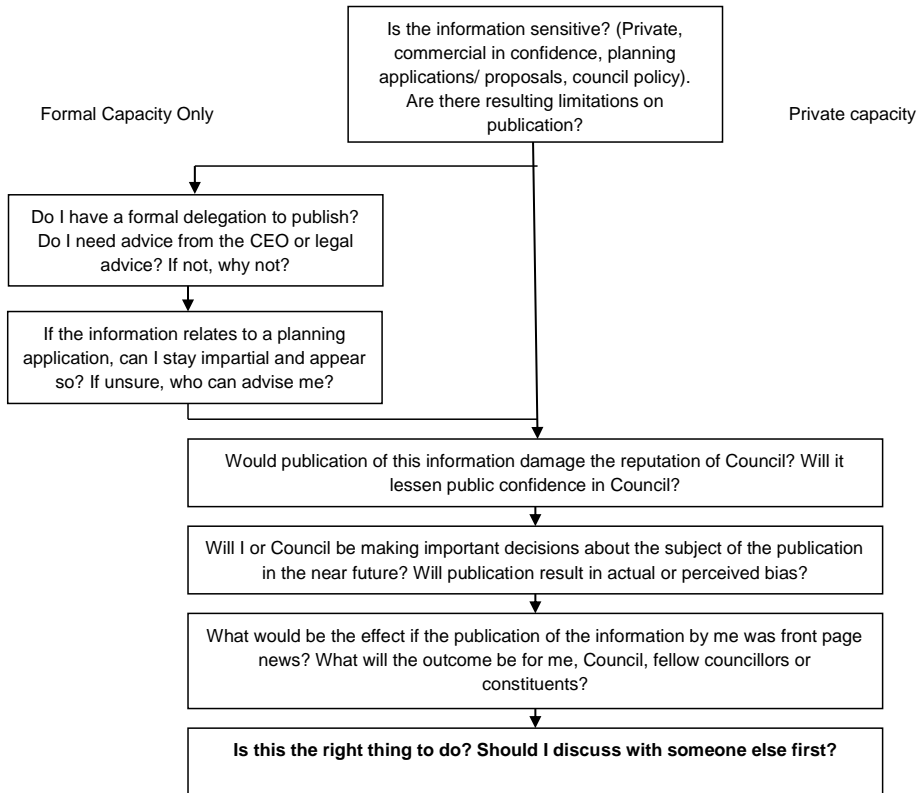 Is the information sensitive? (Private,
commercial in confidence, planning
applications/ proposals, council policy).
Are there resulting limitations on
publication?
Formal Capacity Only
Private capacity
Do I have a formal delegation to publish?
Do I need advice from the CEO or legal
advice? If not, why not?
If the information relates to a planning
application, can I stay impartial and appear
so? If unsure, who can advise me?
Would publication of this information damage the reputation of Council? Will it
lessen public confidence in Council?
Will I or Council be making important decisions about the subject of the publication
in the near future? Will publication result in actual or perceived bias?
What would be the effect if the publication of the information by me was front page
news? What will the outcome be for me, Council, fellow councillors or
constituents?
Is this the right thing to do? Should I discuss with someone else first?